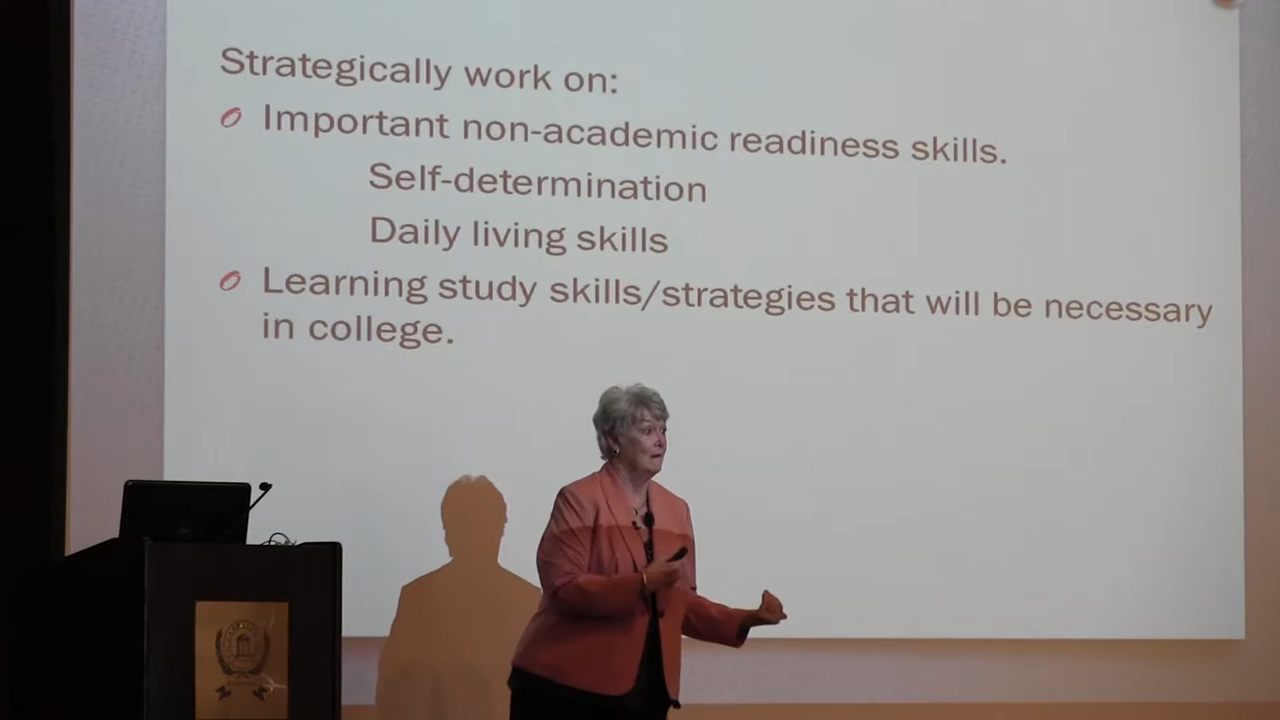 Strategically work on:
Important non-academic readiness skills.
Self-determination
Daily living skills
Learning study skills/strategies that will be necessary
in college.